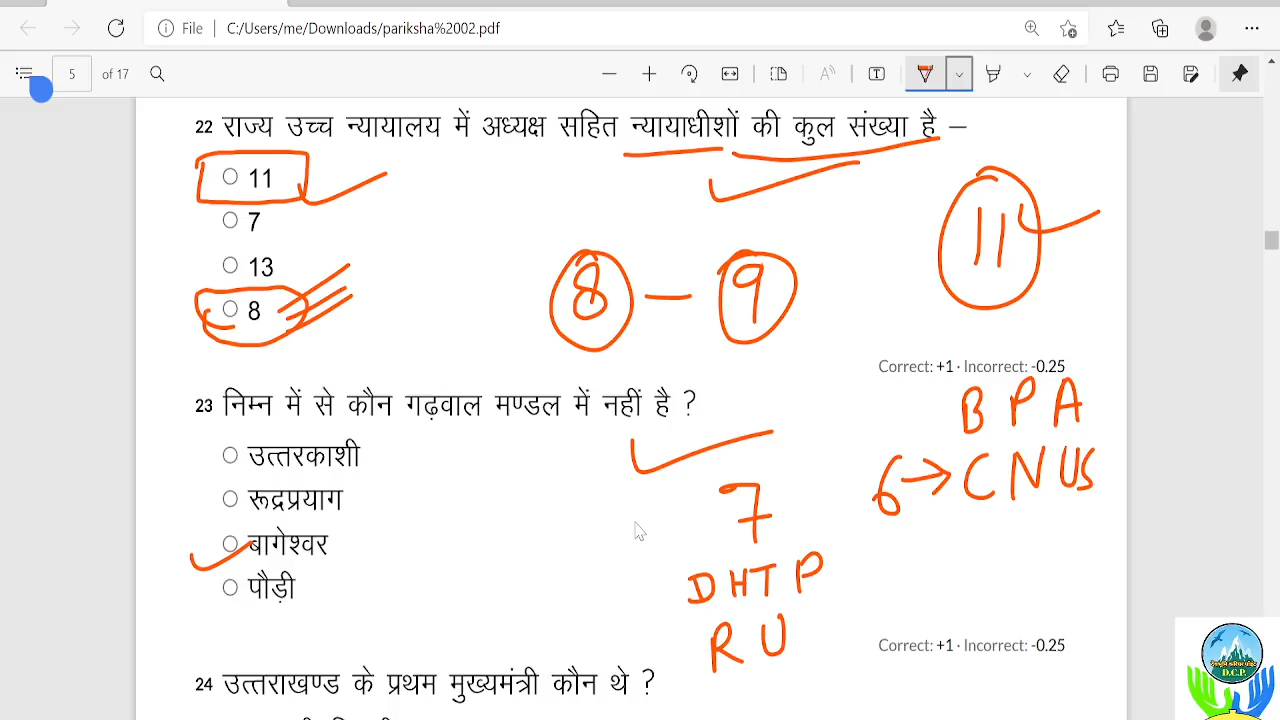 File | C:/Users/me/Downloads/pariksha%2002.pdf
5 of 17
22 राज्य उच्च न्यायालय में अध्यक्ष सहित न्यायाधीशों की कुल संख्या है –
11
7
13
8
8 – 9
11
Correct: +1 · Incorrect: -0.25
23 निम्न में से कौन गढ़वाल मण्डल में नहीं है ?
उत्तरकाशी
रूद्रप्रयाग
बागेश्वर
पौड़ी
B P A
6 → C N US
7
D H T P
R U
Correct: +1 · Incorrect: -0.25
24 उत्तराखण्ड के प्रथम मुख्यमंत्री कौन थे ?
D.C.P.